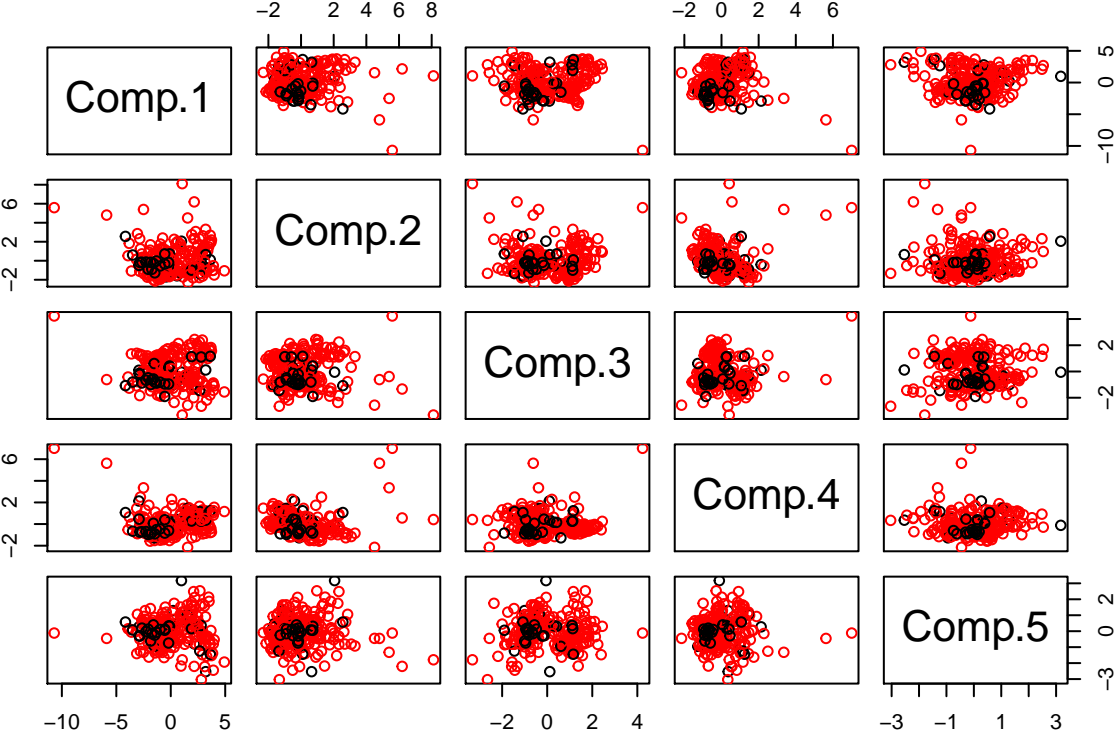 −2 0 2 4 6 8 −2 0 2 4 6
Comp.1 −10 0 5
−2 2 6 Comp.2
Comp.3 −2 2
−2 2 6 Comp.4
Comp.5 −3 0 2
−10 −5 0 5 −2 0 2 4 −3 −1 1 3